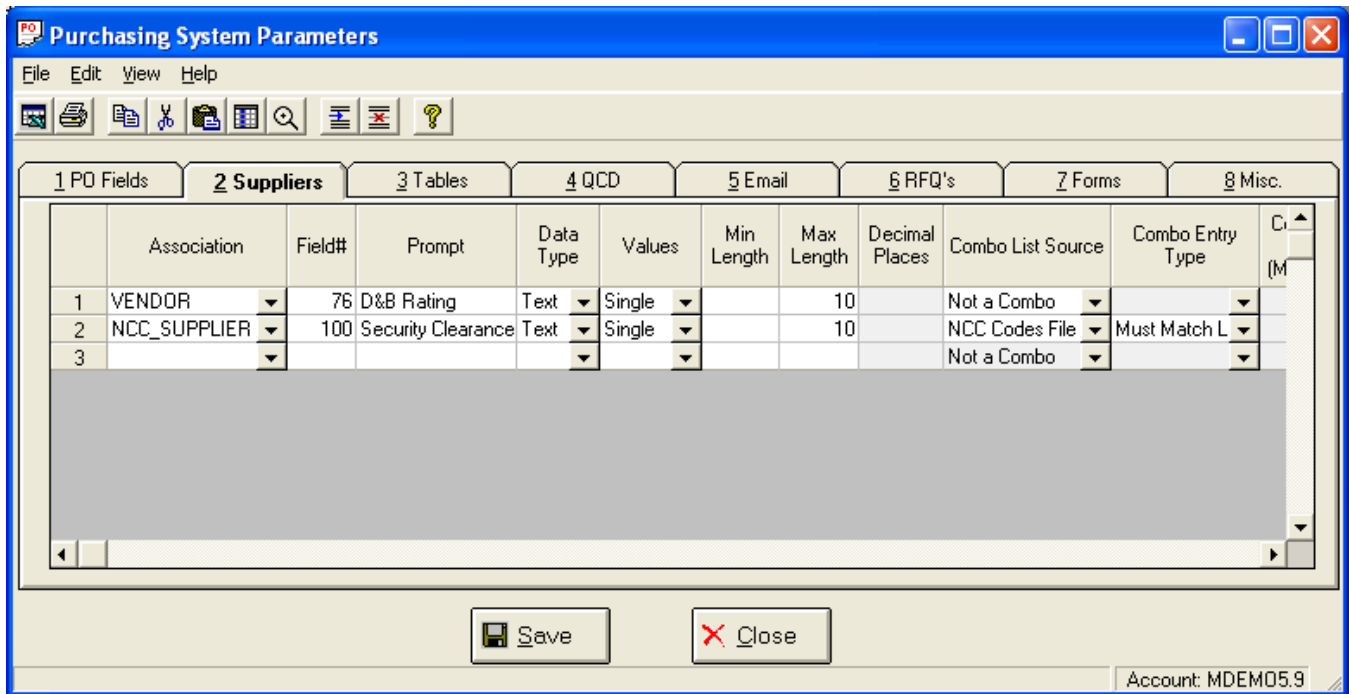 PO Purchasing System Parameters
File Edit View Help
1 PO Fields 2 Suppliers 3 Tables 4 QCD 5 Email 6 RFQ's 7 Forms 8 Misc.
Association Field# Prompt Data Type Values Min Length Max Length Decimal Places Combo List Source Combo Entry Type (M
1 VENDOR 76 D&B Rating Text Single 10 Not a Combo
2 NCC_SUPPLIER 100 Security Clearance Text Single 10 NCC Codes File Must Match L
3 Not a Combo
Save Close
Account: MDEMO5.9